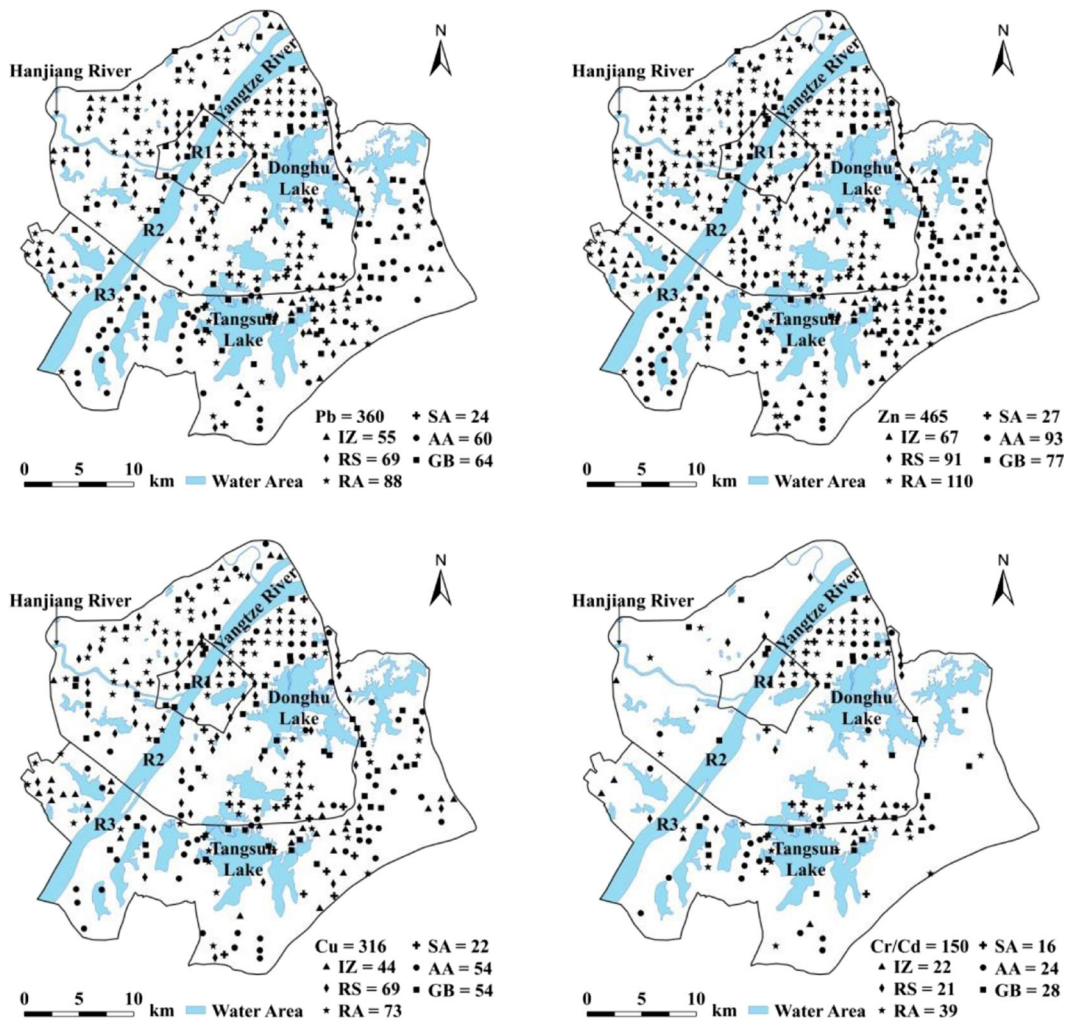 N
Hanjiang River
Yangtze River
R1
Donghu
Lake
R2
R3
Tangsun
Lake
Pb = 360
SA = 24
IZ = 55
AA = 60
RS = 69
GB = 64
RA = 88
0 5 10
km
Water Area
N
Hanjiang River
Yangtze River
R1
Donghu
Lake
R2
R3
Tangsun
Lake
Zn = 465
SA = 27
IZ = 67
AA = 93
RS = 91
GB = 77
RA = 110
0 5 10
km
Water Area
N
Hanjiang River
Yangtze River
R1
Donghu
Lake
R2
R3
Tangsun
Lake
Cu = 316
SA = 22
IZ = 44
AA = 54
RS = 69
GB = 54
RA = 73
0 5 10
km
Water Area
N
Hanjiang River
Yangtze River
R1
Donghu
Lake
R2
R3
Tangsun
Lake
Cr/Cd = 150
SA = 16
IZ = 22
AA = 24
RS = 21
GB = 28
RA = 39
0 5 10
km
Water Area